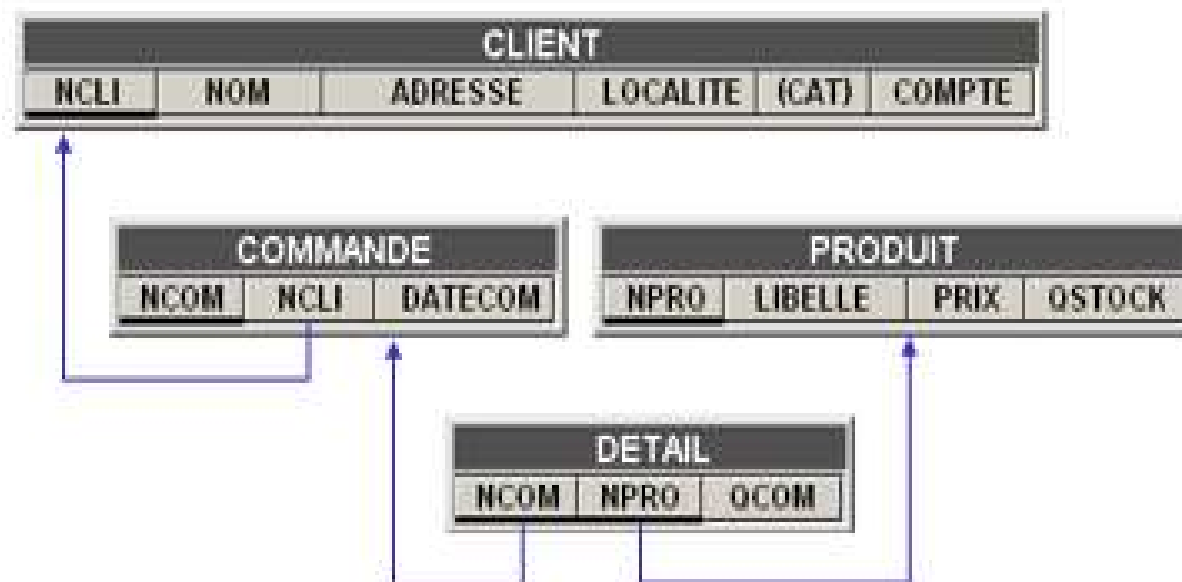 CLIENT
NCLI NOM ADRESSE LOCALITE (CAT) COMPTE
COMMANDE
NCOM NCLI DATECOM
PRODUIT
NPRO LIBELLE PRIX QSTOCK
DETAIL
NCOM NPRO QCOM